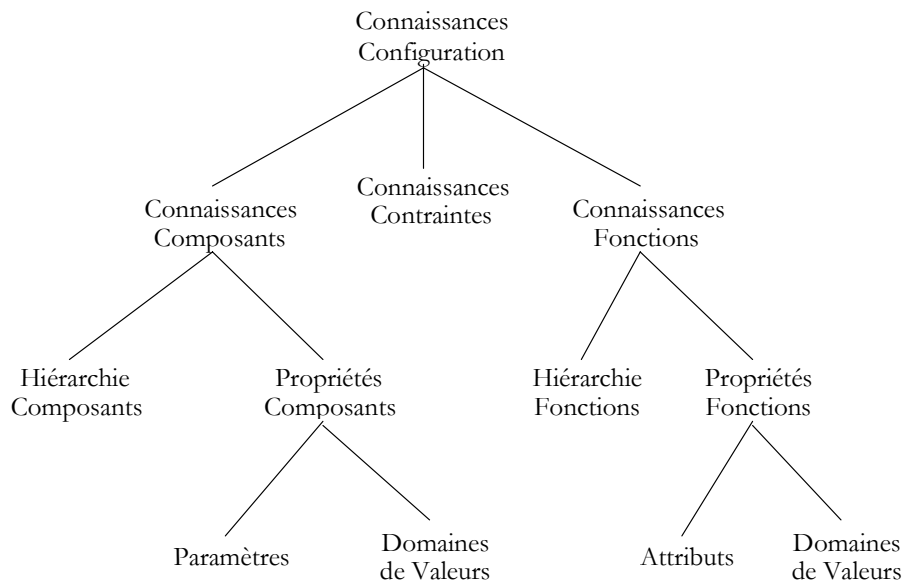 Connaissances
Configuration
Connaissances
Composants
Connaissances
Contraintes
Connaissances
Fonctions
Hiérarchie
Composants
Propriétés
Composants
Hiérarchie
Fonctions
Propriétés
Fonctions
Paramètres
Domaines
de Valeurs
Attributs
Domaines
de Valeurs